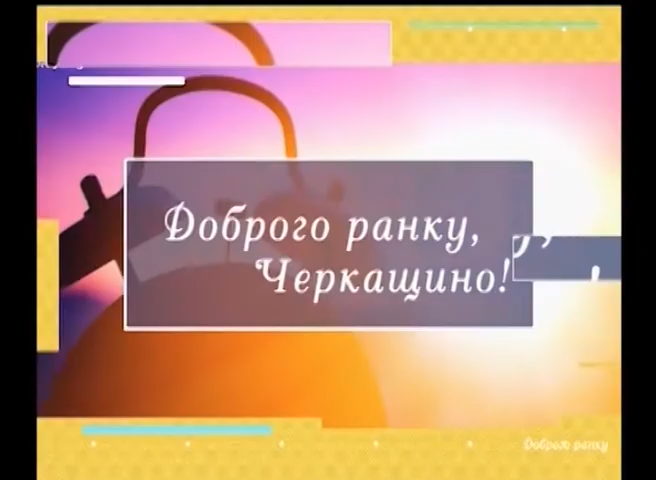 Доброго ранку,
Черкащино!
Доброго ранку